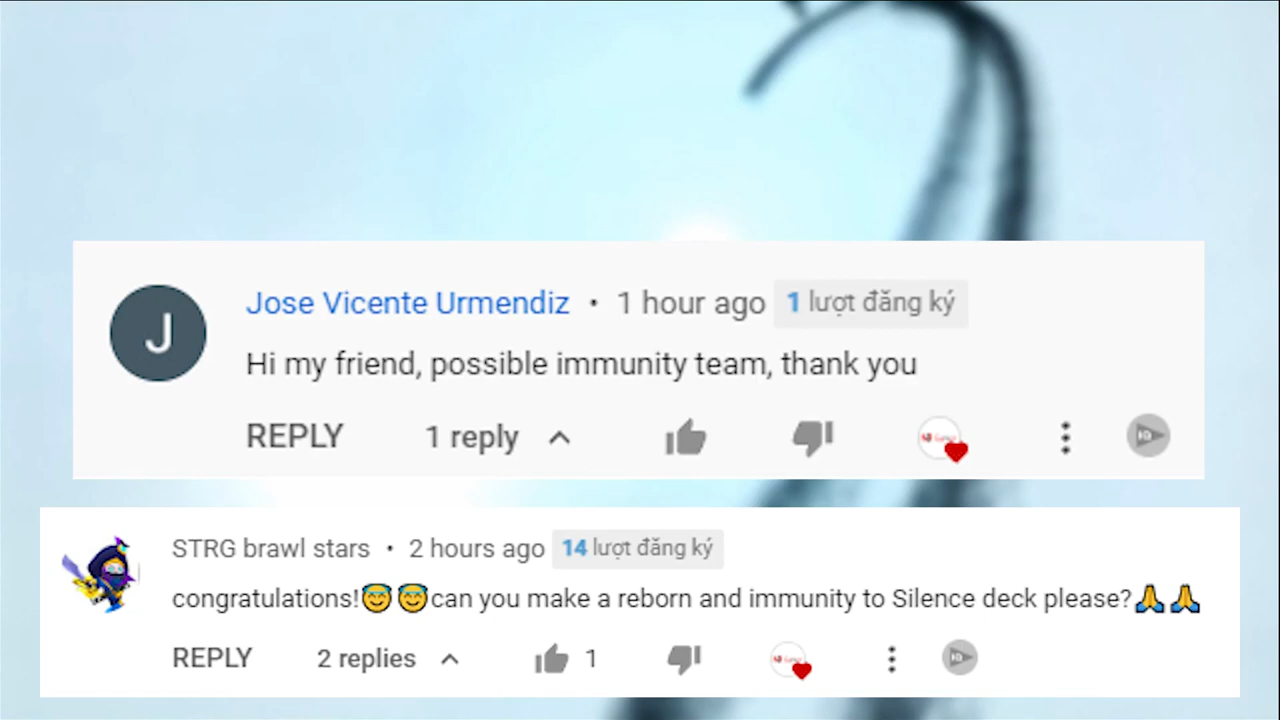 J
Jose Vicente Urmendiz • 1 hour ago 1 lượt đăng ký
Hi my friend, possible immunity team, thank you
REPLY 1 reply
STRG brawl stars • 2 hours ago 14 lượt đăng ký
congratulations!😇😇can you make a reborn and immunity to Silence deck please?🙏🙏
REPLY 2 replies 1